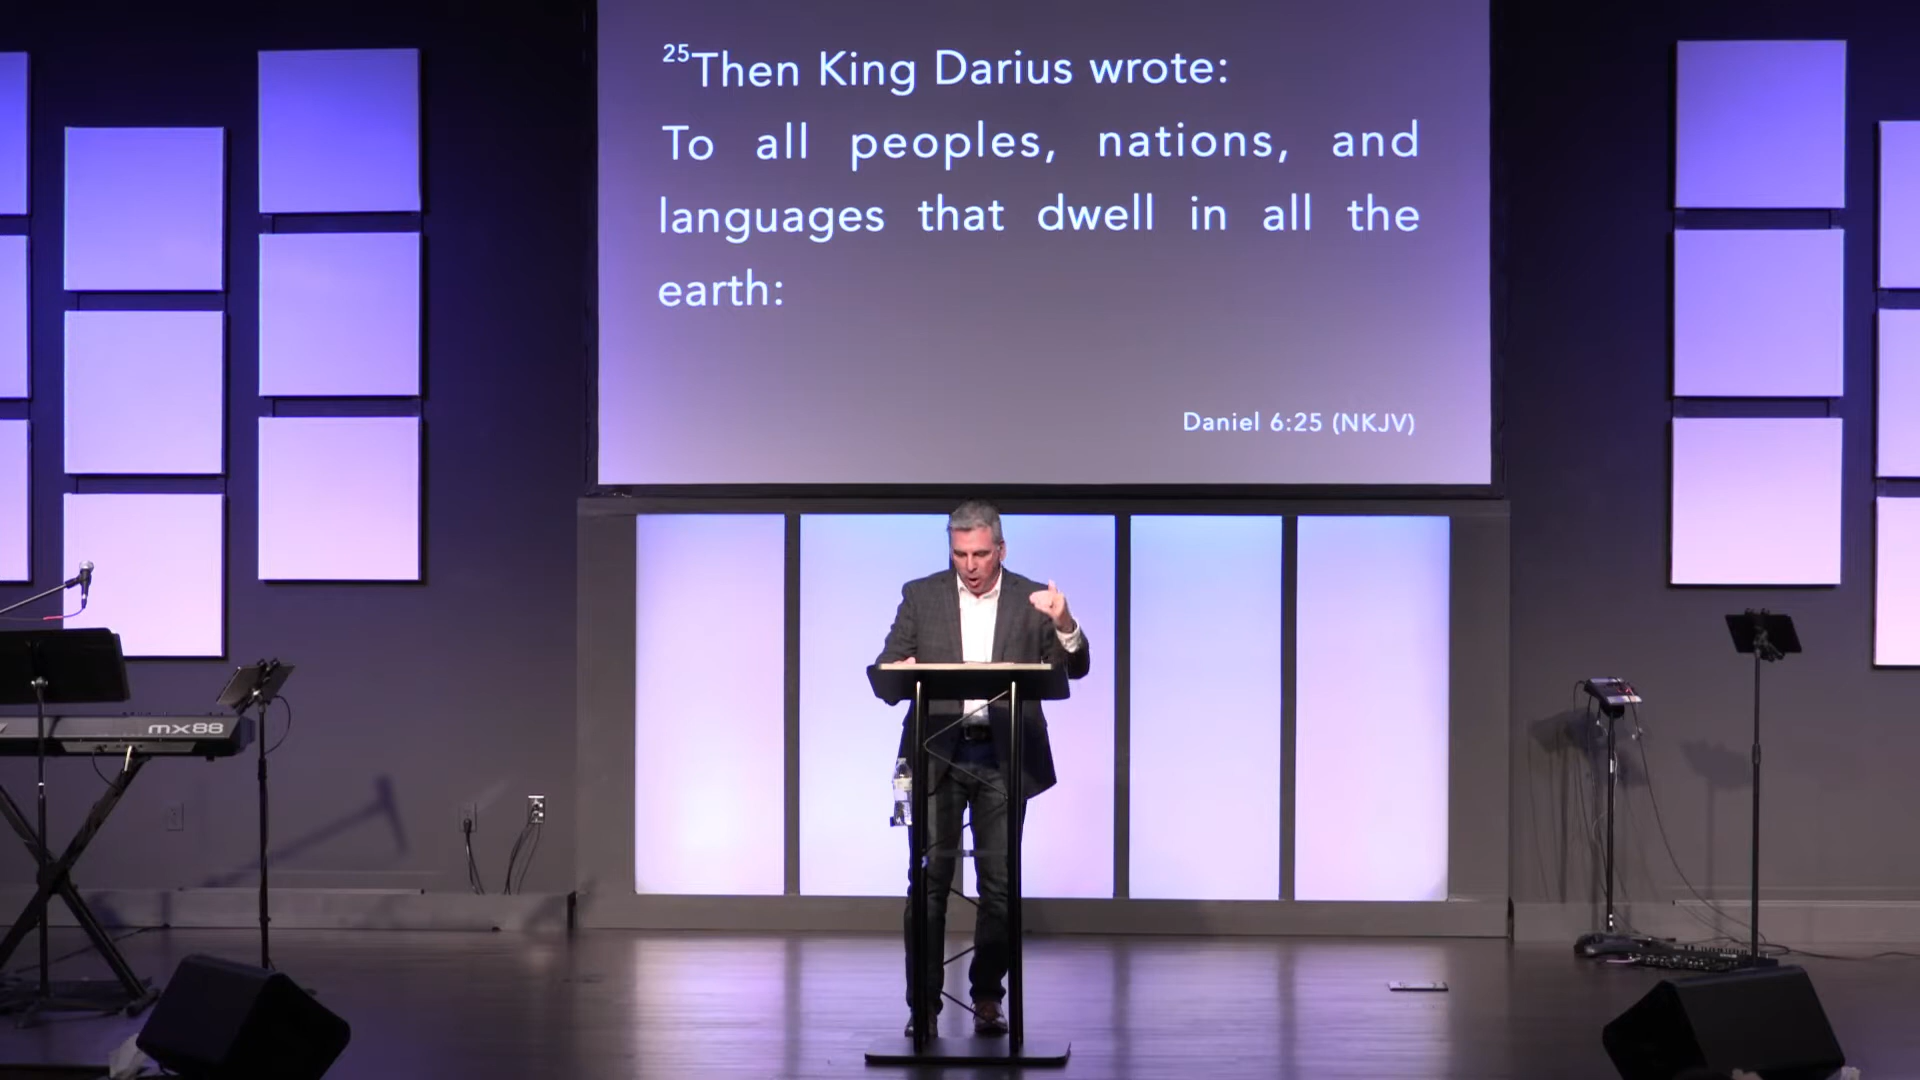 25Then King Darius wrote:
To all peoples, nations, and
languages that dwell in all the
earth:
Daniel 6:25 (NKJV)
mx88